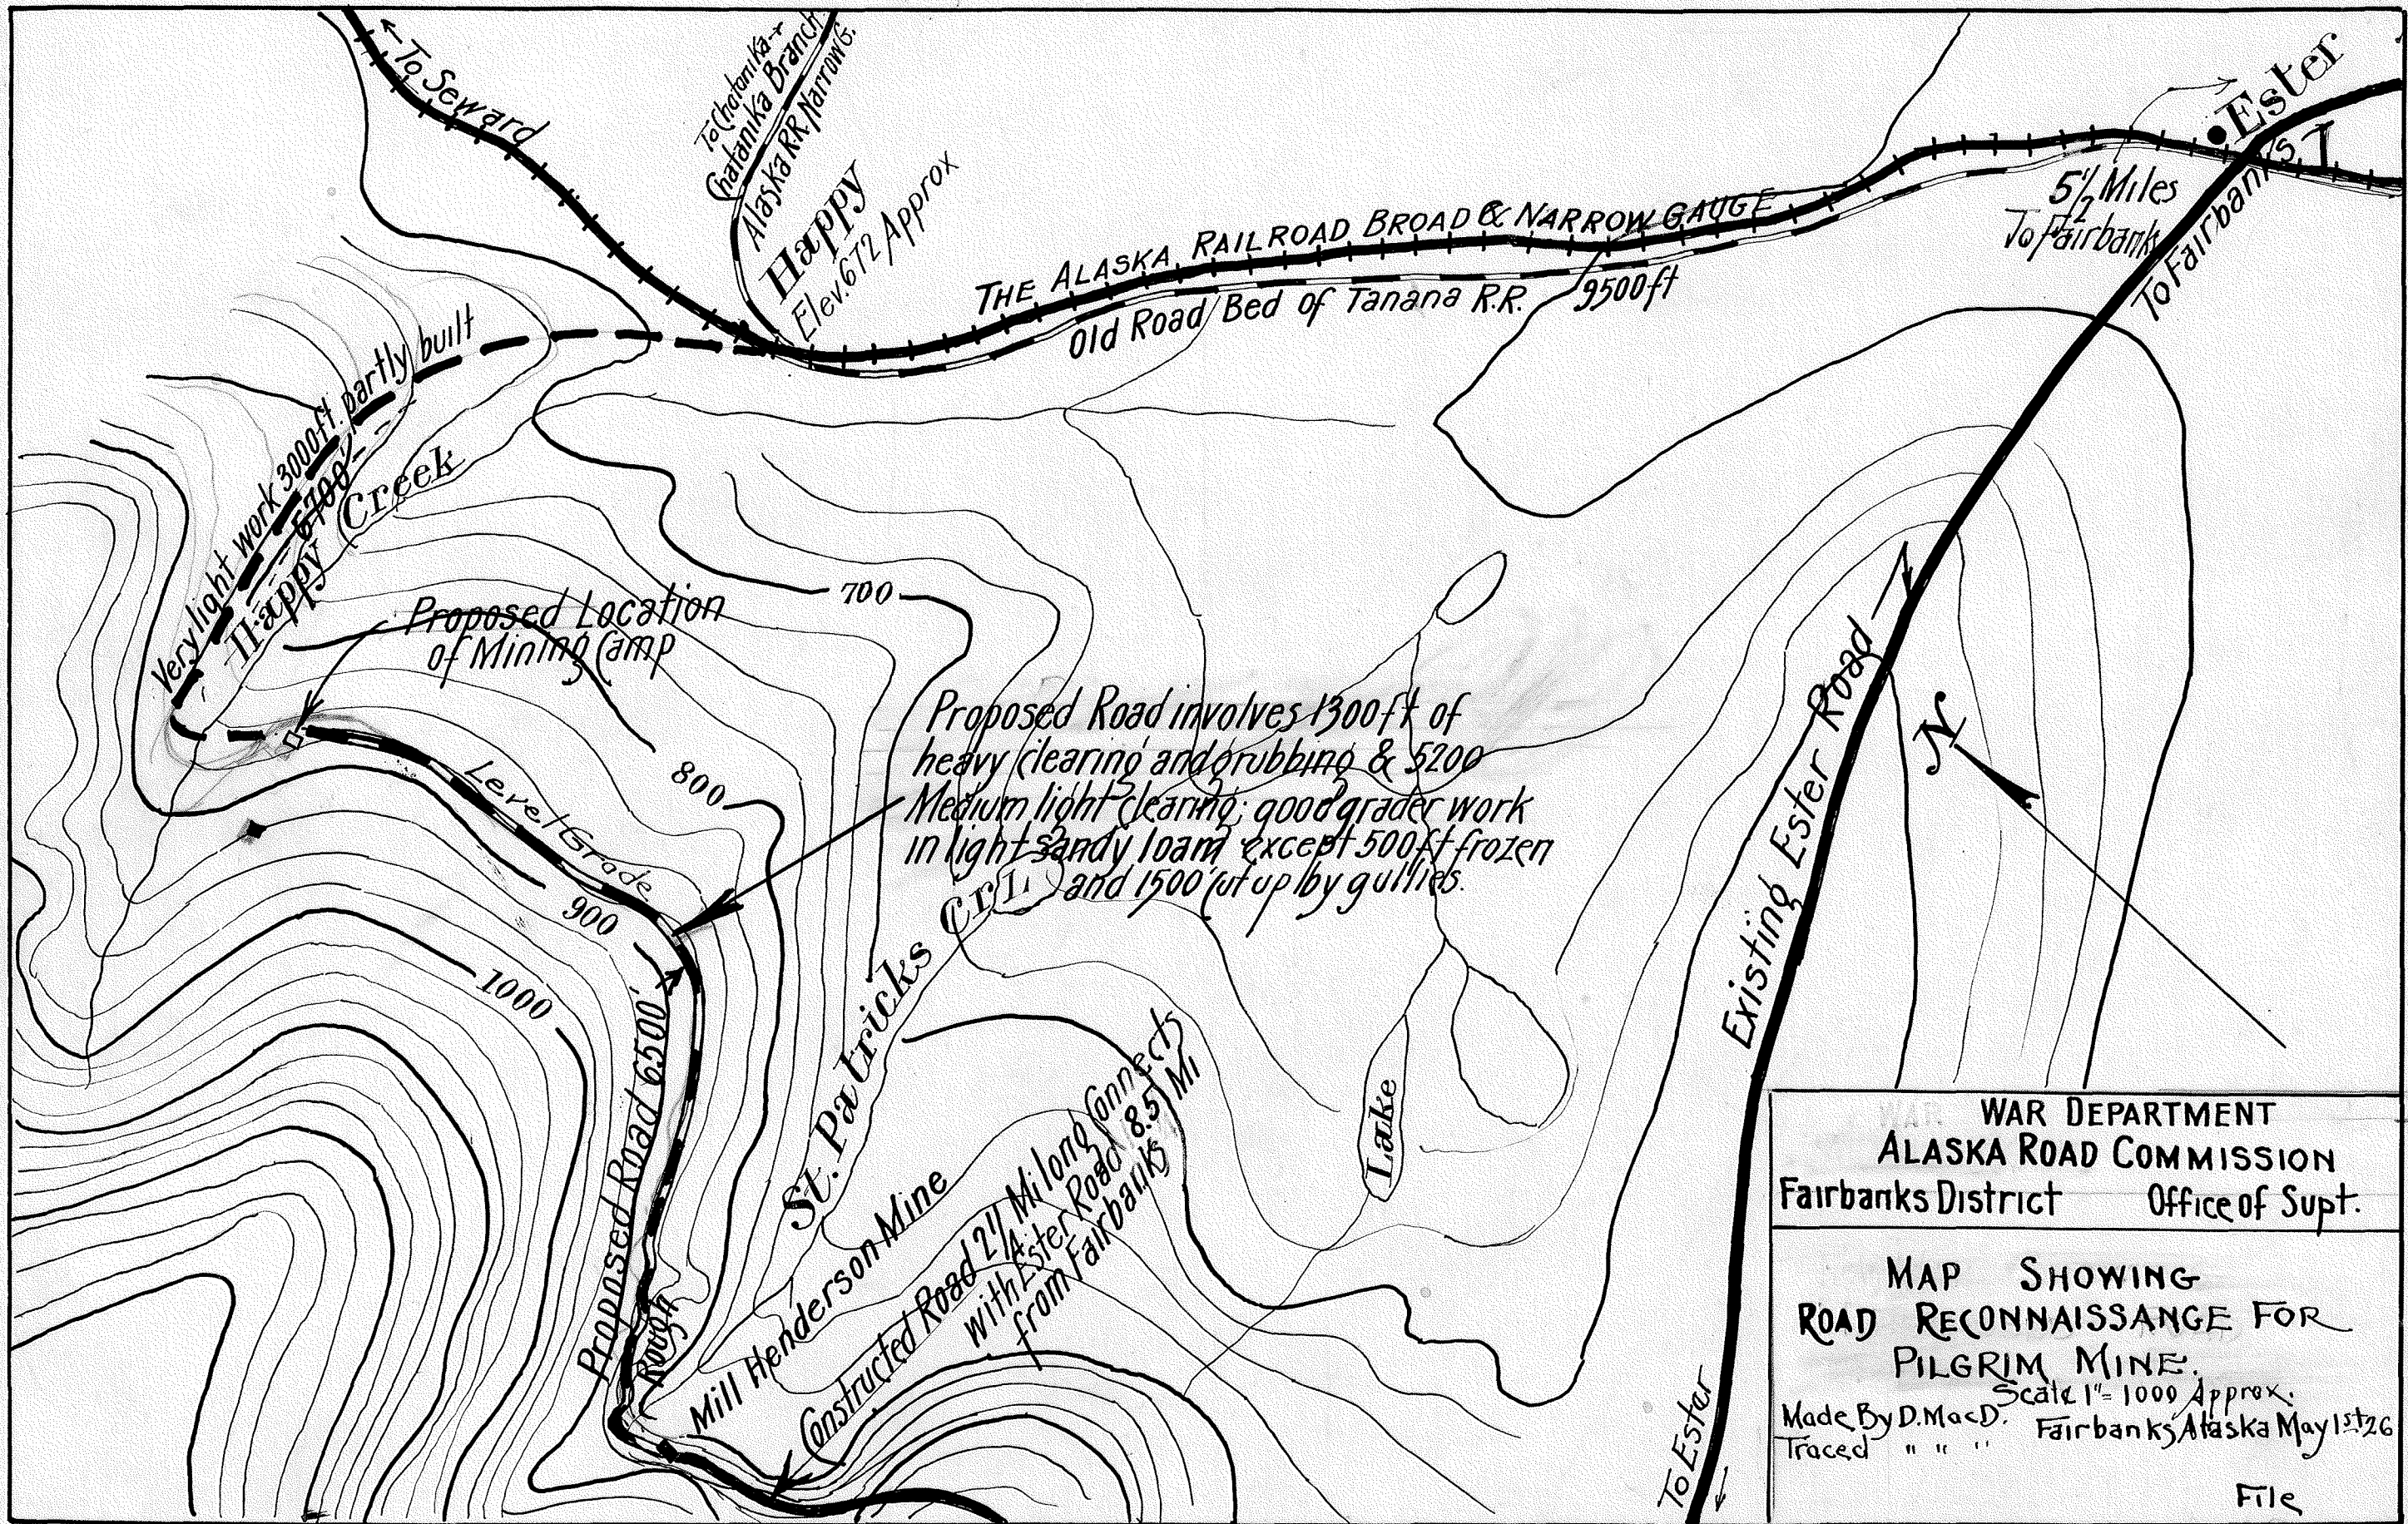 ← To Seward
To Chatanika →
Chatanika Branch
Alaska RR. Narrow G.
Happy
Elev. 672 Approx
THE ALASKA RAILROAD BROAD & NARROW GAUGE
Old Road Bed of Tanana R.R.
9500 ft
Ester
5½ Miles
To Fairbanks
To Fairbanks
Very light work 3000 ft. partly built
6700'
Happy Creek
Proposed Location
of Mining Camp
700
800
900
1000
Level Grade
Proposed Road involves 1300 ft of
heavy clearing and grubbing & 5200
Medium light clearing; good grader work
in light sandy loam except 500 ft frozen
and 1500' cut up by gullies.
Proposed Road 6500'
Rough
St. Patricks Crk
Mill Henderson Mine
Constructed Road 2¼ Mi long Connects
with Ester Road 8.5 MI
from Fairbanks
Lake
Existing Ester Road
N
To Estar
WAR
WAR DEPARTMENT
ALASKA ROAD COMMISSION
Fairbanks District Office of Supt.
MAP SHOWING
ROAD RECONNAISSANGE FOR
PILGRIM MINE.
Scale 1" = 1000 Approx.
Made By D. MacD. Fairbanks, Alaska May 1st 26
Traced " " "
File